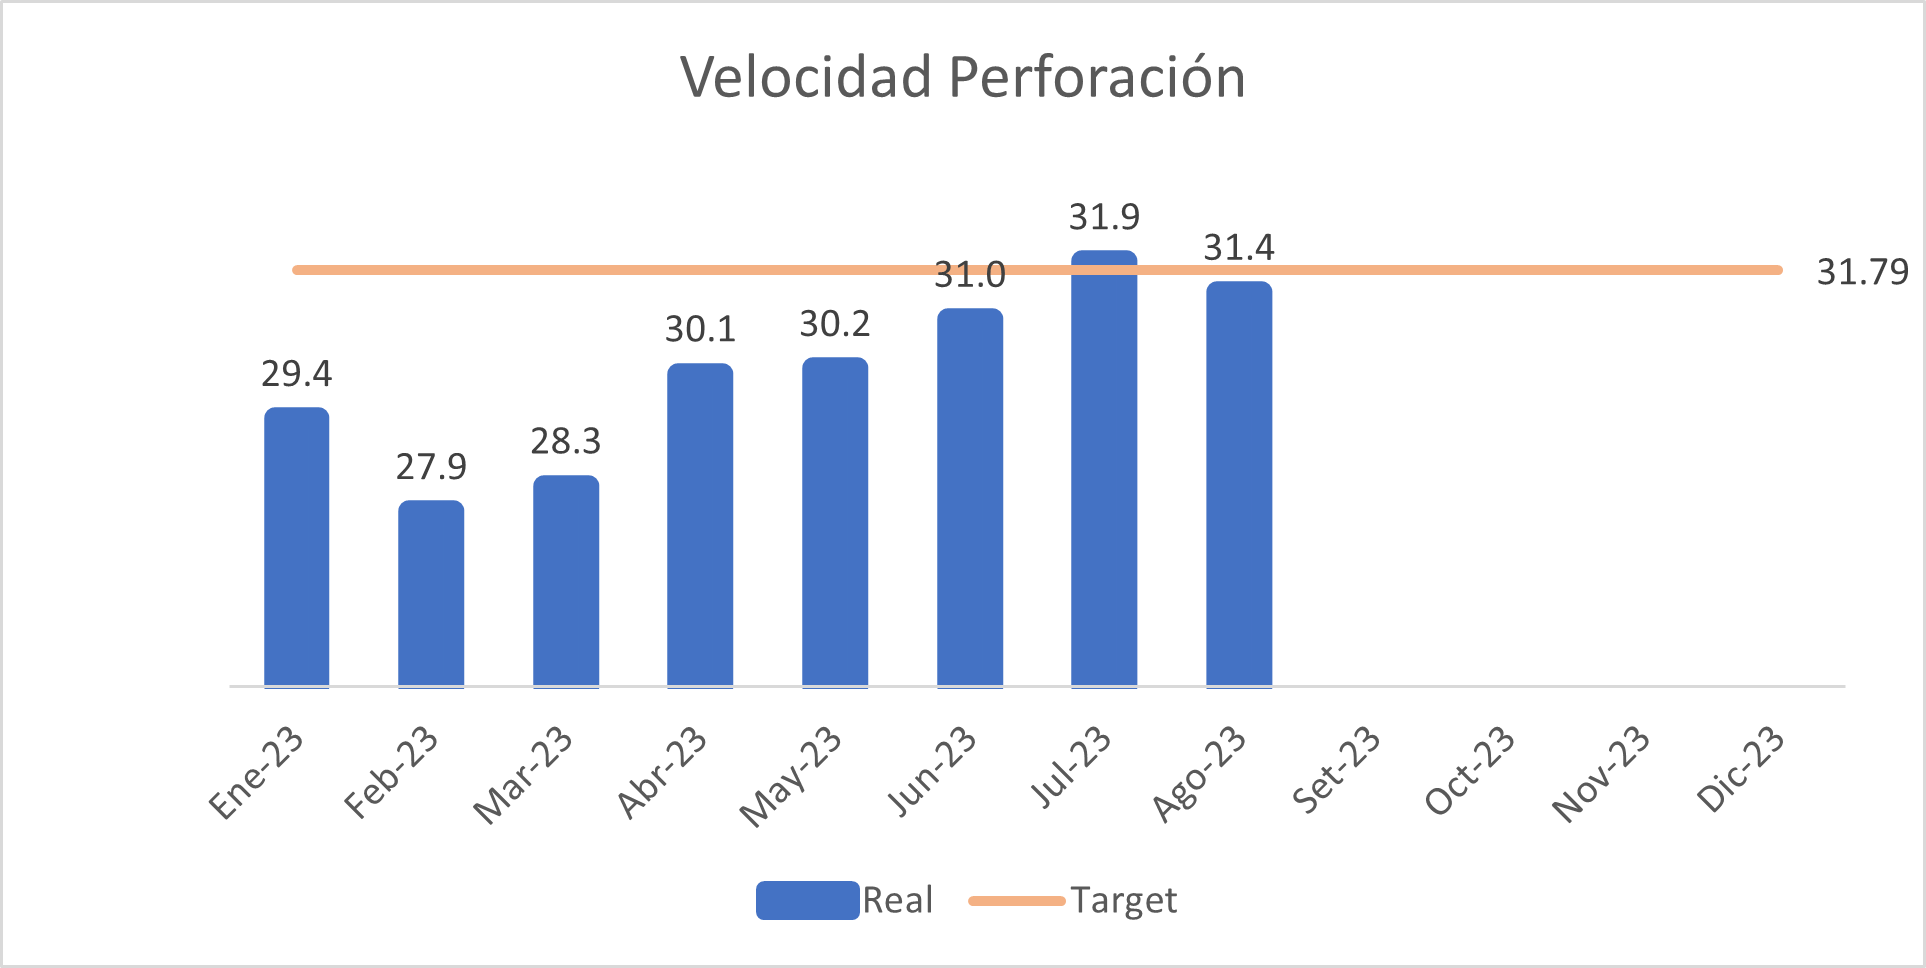 Velocidad Perforación
29.4
27.9
28.3
30.1
30.2
31.0
31.9
31.4
31.79
Ene-23
Feb-23
Mar-23
Abr-23
May-23
Jun-23
Jul-23
Ago-23
Set-23
Oct-23
Nov-23
Dic-23
Real
Target